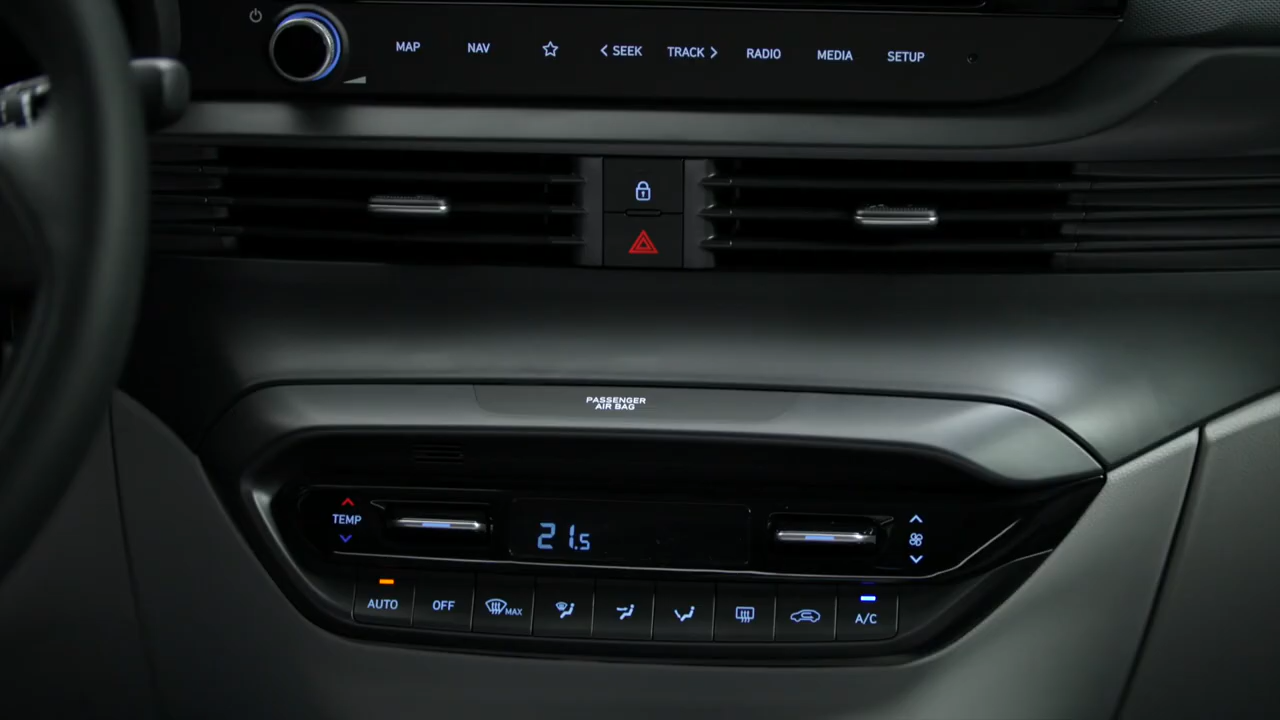 MAP NAV SEEK TRACK RADIO MEDIA SETUP
PASSENGER
AIR BAG
TEMP
21.5
AUTO OFF MAX A/C